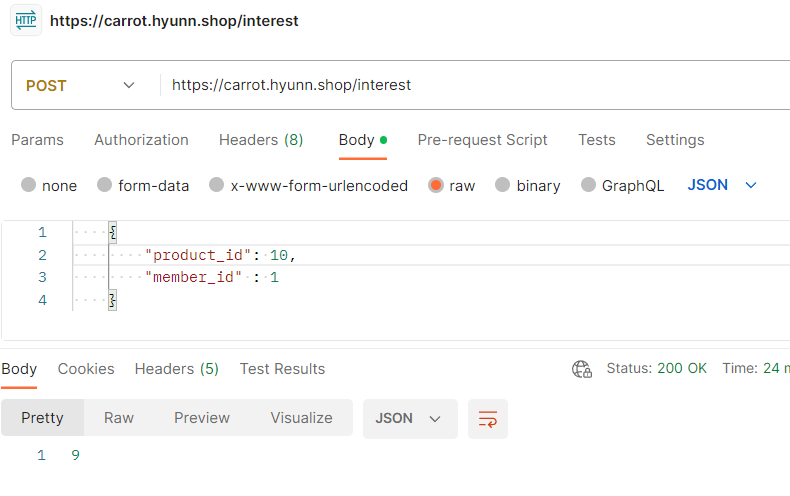 HTTP https://carrot.hyunn.shop/interest
POST https://carrot.hyunn.shop/interest
Params Authorization Headers (8) Body Pre-request Script Tests Settings
none form-data x-www-form-urlencoded raw binary GraphQL JSON
1 {
2 "product_id": 10,
3 "member_id" : 1
4 }
Body Cookies Headers (5) Test Results Status: 200 OK Time: 24 m
Pretty Raw Preview Visualize JSON
1 9